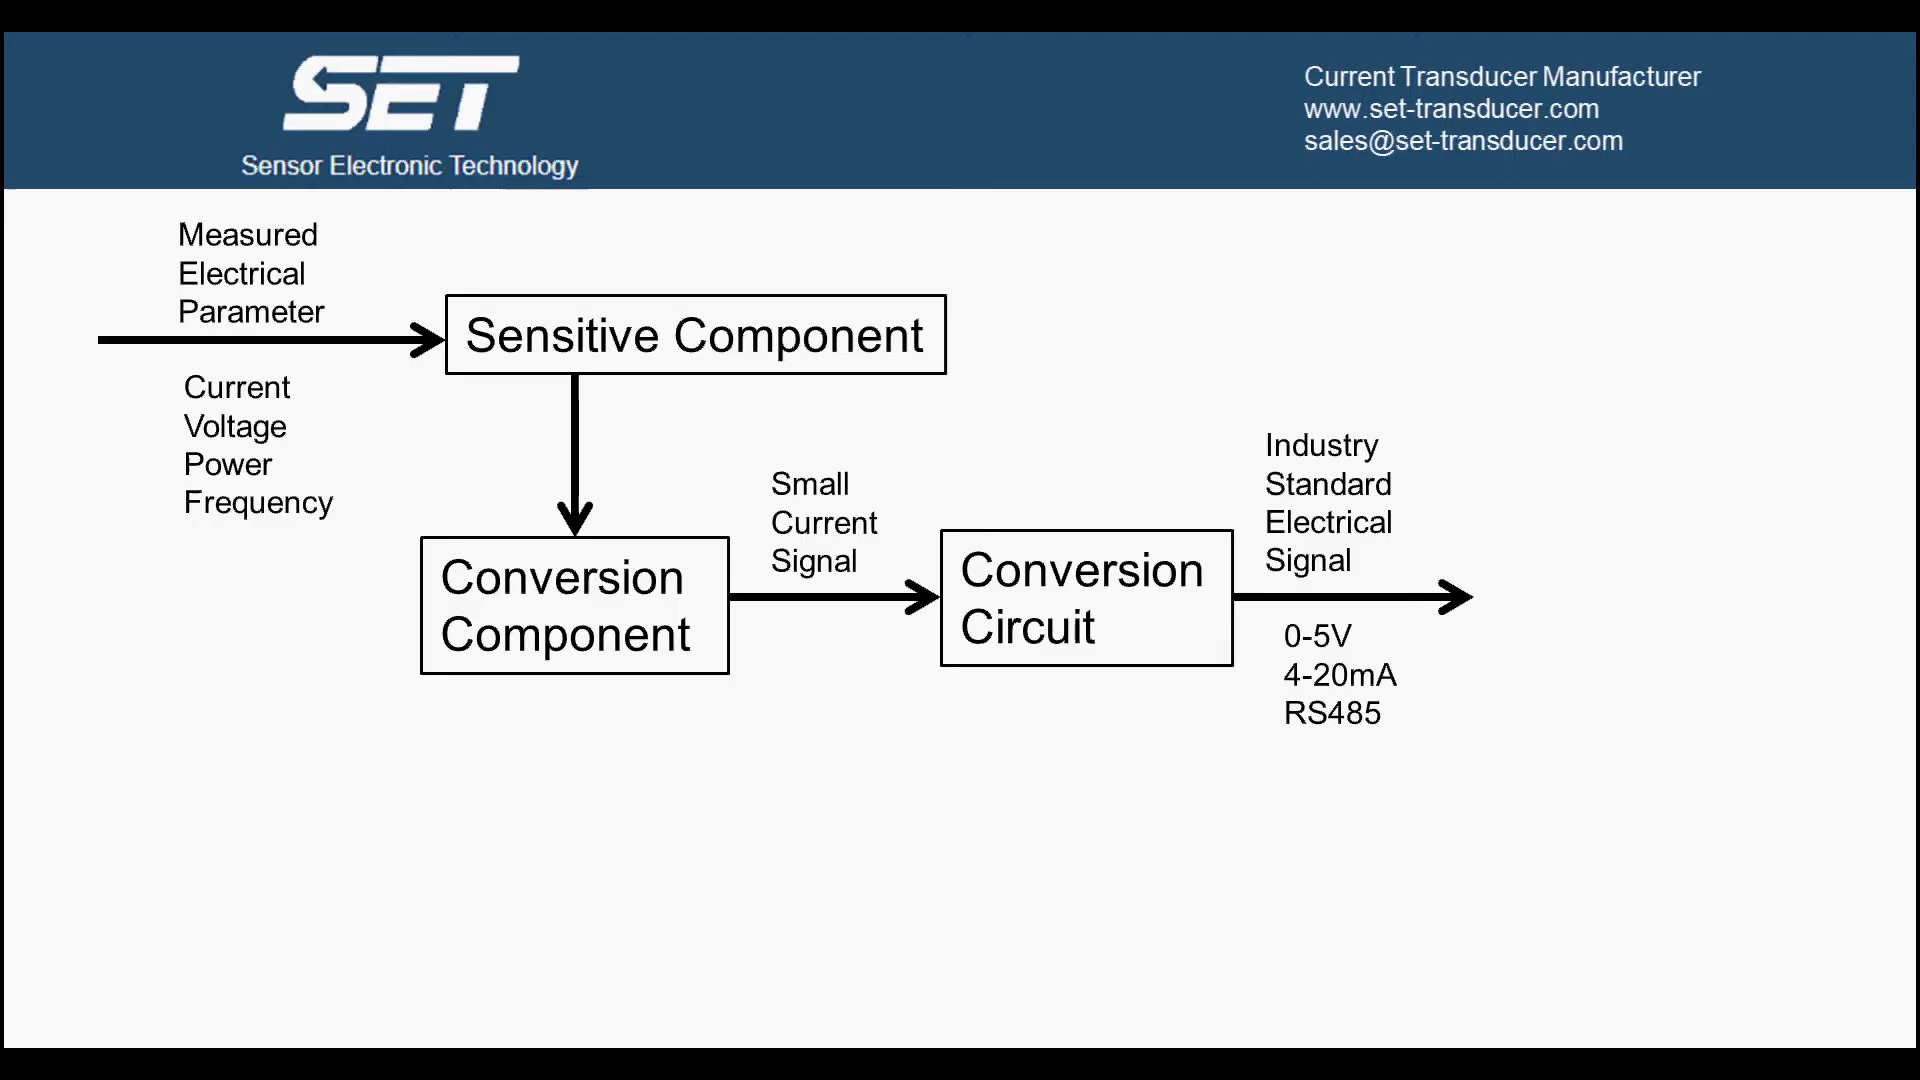 SET
Sensor Electronic Technology
Current Transducer Manufacturer
www.set-transducer.com
sales@set-transducer.com
Measured
Electrical
Parameter
Current
Voltage
Power
Frequency
Sensitive Component
Conversion
Component
Small
Current
Signal
Conversion
Circuit
Industry
Standard
Electrical
Signal
0-5V
4-20mA
RS485